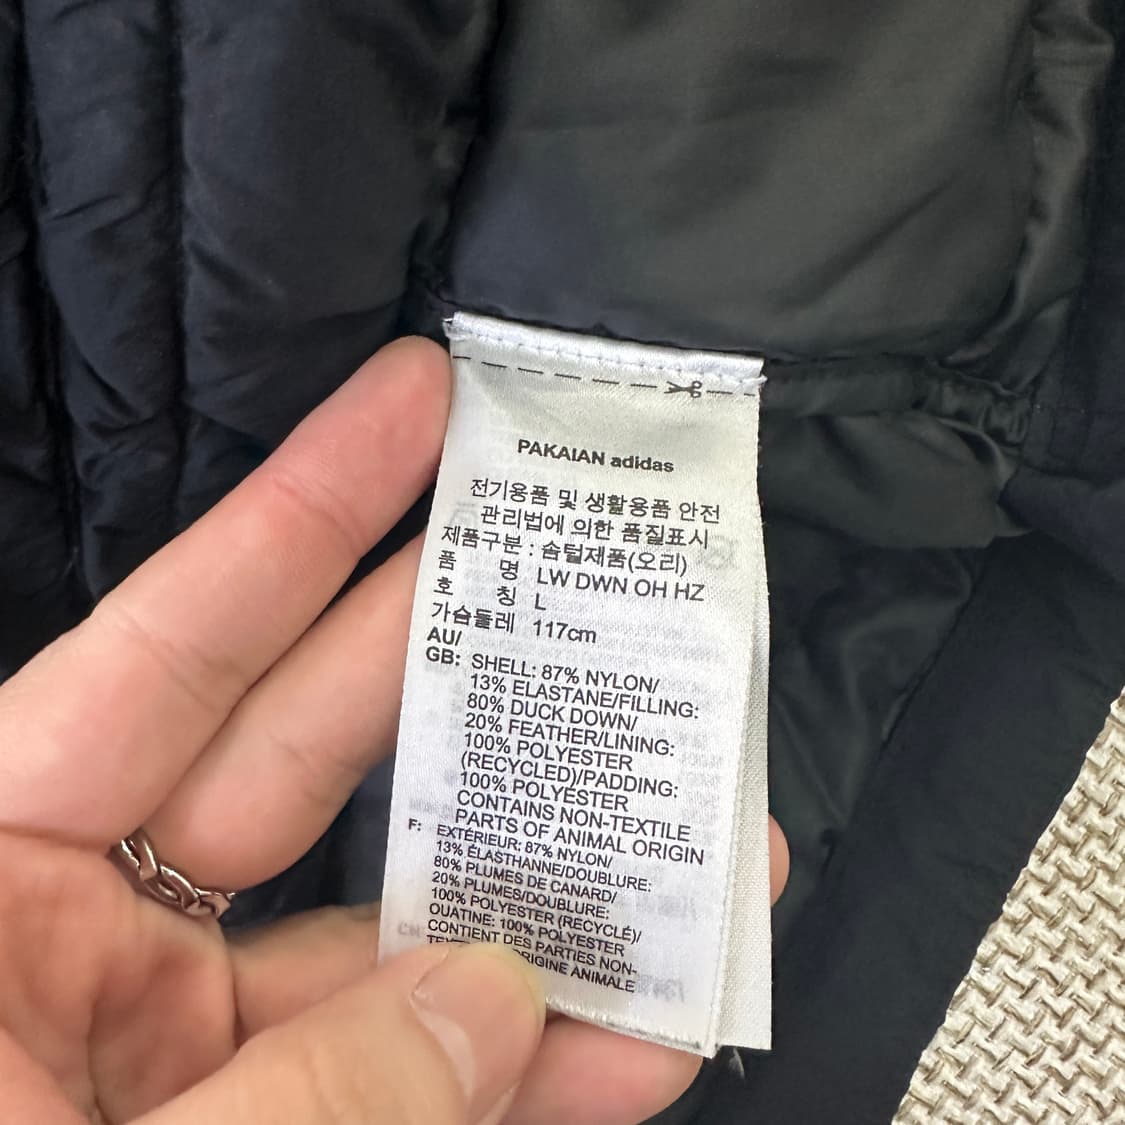 PAKAIAN adidas
전기용품 및 생활용품 안전
관리법에 의한 품질표시
제품구분 : 솜털제품(오리)
품 명 LW DWN OH HZ
호 칭 L
가슴둘레 117cm
AU/
GB: SHELL: 87% NYLON/
13% ELASTANE/FILLING:
80% DUCK DOWN/
20% FEATHER/LINING:
100% POLYESTER
(RECYCLED)/PADDING:
100% POLYESTER
CONTAINS NON-TEXTILE
PARTS OF ANIMAL ORIGIN
F: EXTÉRIEUR: 87% NYLON/
13% ÉLASTHANNE/DOUBLURE:
80% PLUMES DE CANARD/
20% PLUMES/DOUBLURE:
100% POLYESTER (RECYCLÉ)/
OUATINE: 100% POLYESTER
CONTIENT DES PARTIES NON-
ANIMALE